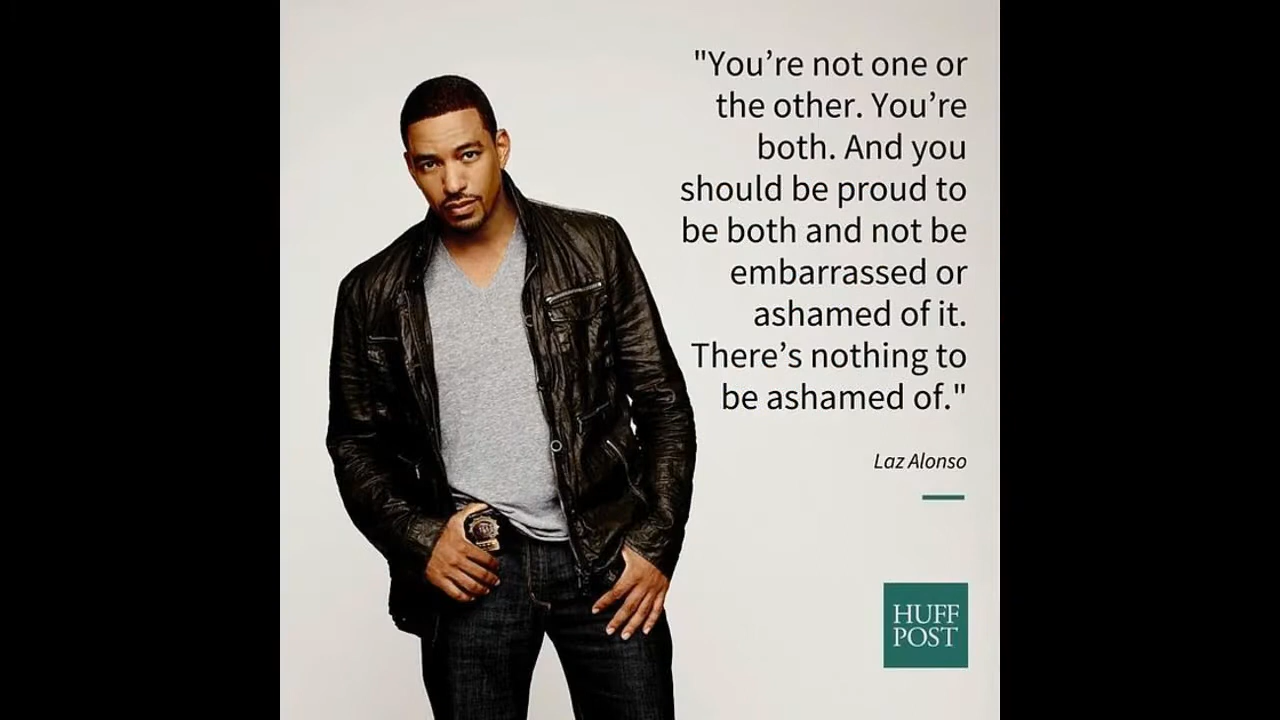 "You’re not one or
the other. You’re
both. And you
should be proud to
be both and not be
embarrassed or
ashamed of it.
There’s nothing to
be ashamed of."
Laz Alonso
HUFF
POST